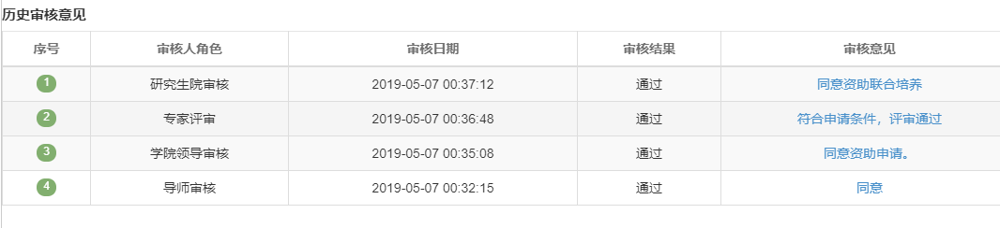 历史审核意见
序号 审核人角色 审核日期 审核结果 审核意见
1 研究生院审核 2019-05-07 00:37:12 通过 同意资助联合培养
2 专家评审 2019-05-07 00:36:48 通过 符合申请条件，评审通过
3 学院领导审核 2019-05-07 00:35:08 通过 同意资助申请。
4 导师审核 2019-05-07 00:32:15 通过 同意